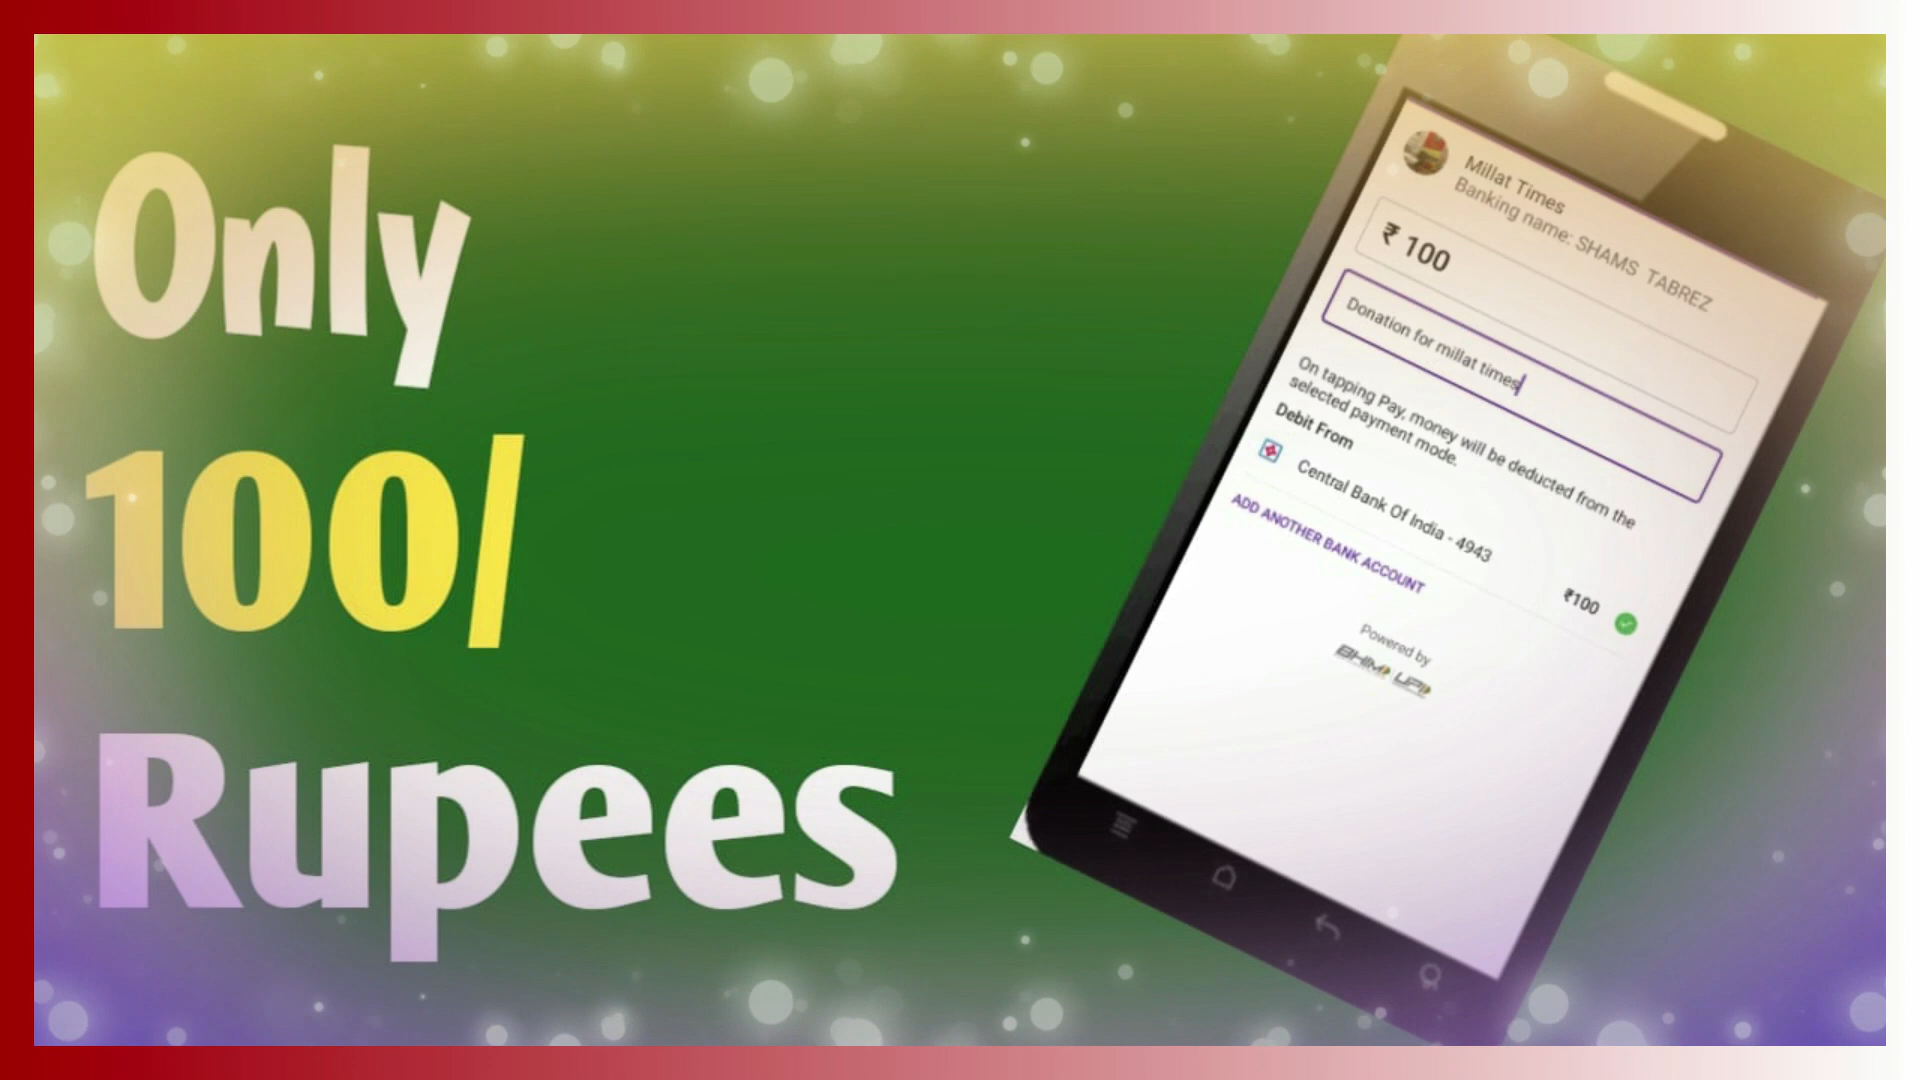 Only
100/
Rupees
Millat Times
Banking name: SHAMS TABREZ
₹ 100
Donation for millat times
On tapping Pay, money will be deducted from the
selected payment mode.
Debit From
Central Bank Of India - 4943
₹100
ADD ANOTHER BANK ACCOUNT
Powered by
BHIM UPI